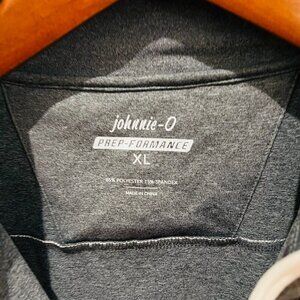 johnnie-O
PREP-FORMANCE
XL
85% POLYESTER 15% SPANDEX
MADE IN CHINA